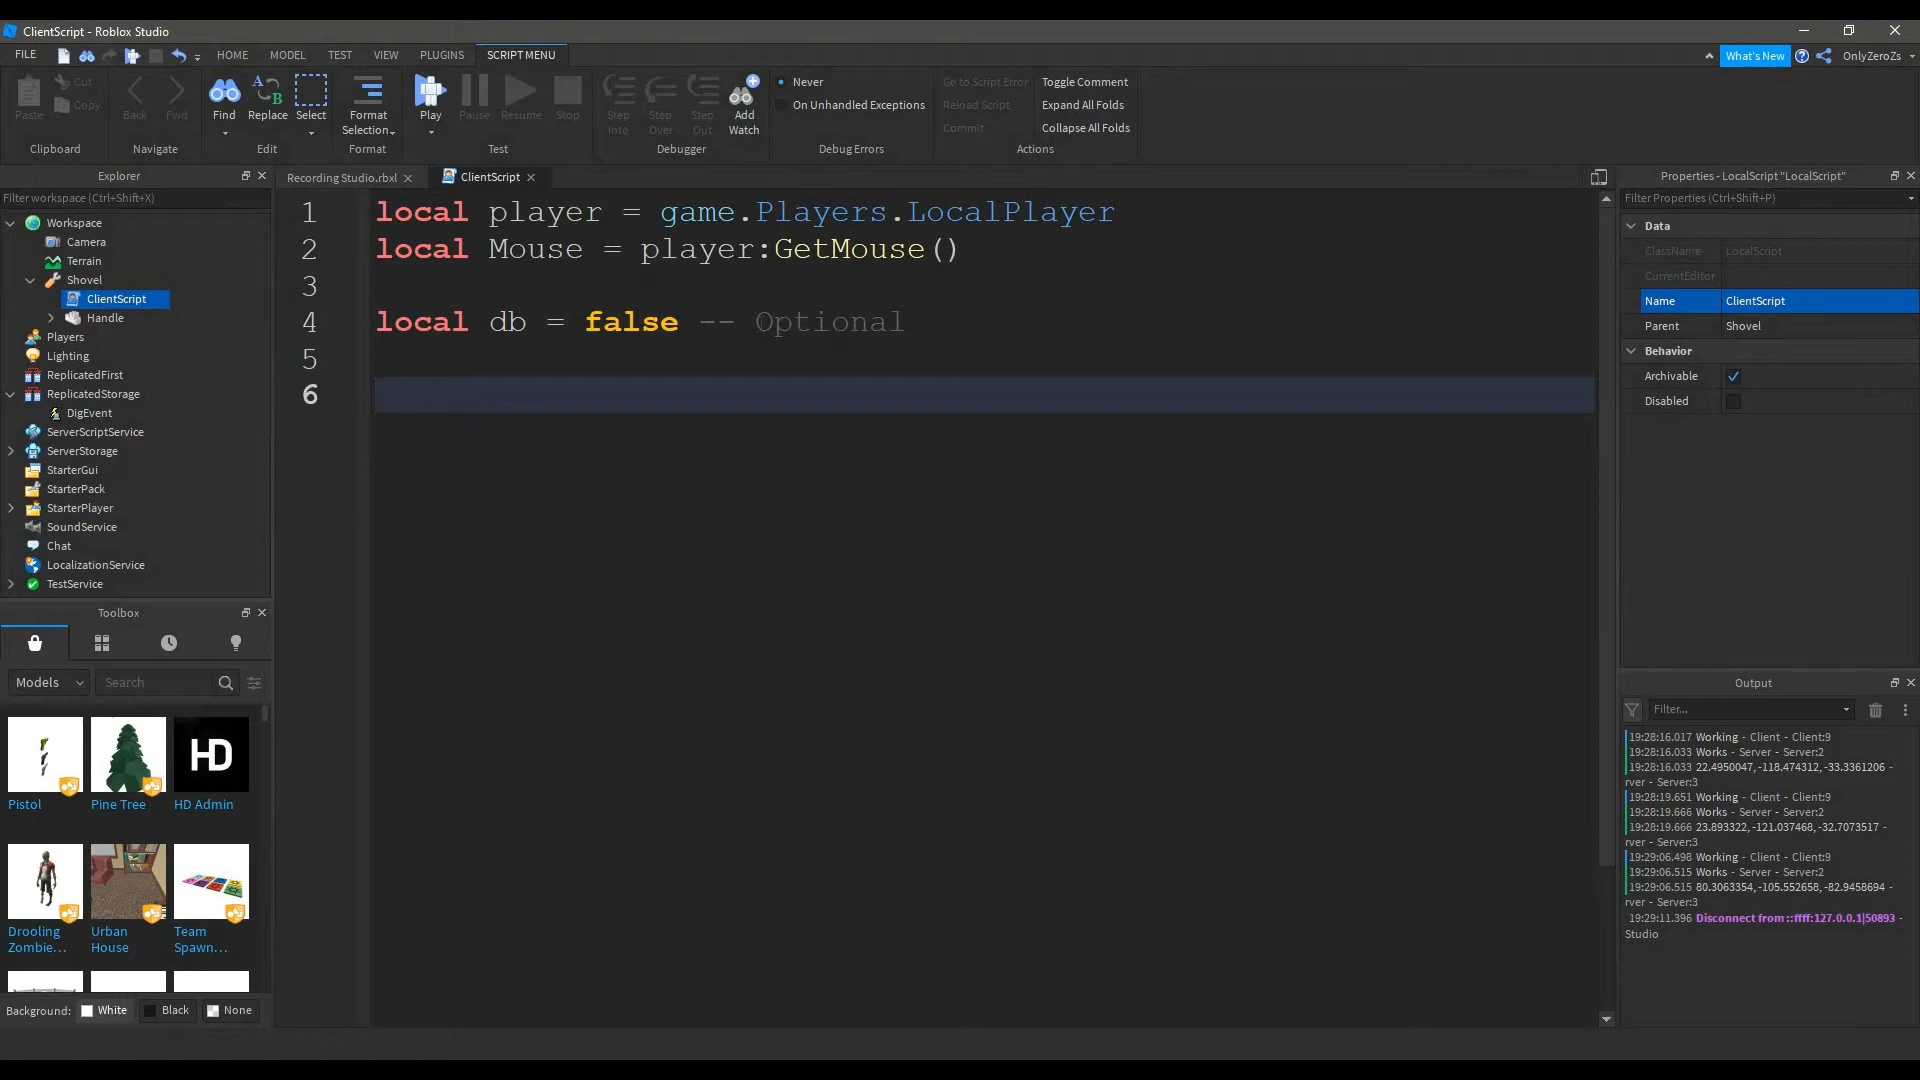 ClientScript - Roblox Studio
FILE
HOME
MODEL
TEST
VIEW
PLUGINS
SCRIPT MENU
What's New
OnlyZeroZs
Paste
Cut
Copy
Clipboard
Back
Fwd
Navigate
Find
Replace
Select
Edit
Format
Selection
Format
Play
Pause
Resume
Stop
Test
Step
Into
Step
Over
Step
Out
Add
Watch
Debugger
Never
On Unhandled Exceptions
Debug Errors
Go to Script Error
Reload Script
Commit
Toggle Comment
Expand All Folds
Collapse All Folds
Actions
Explorer
Filter workspace (Ctrl+Shift+X)
Workspace
Camera
Terrain
Shovel
ClientScript
Handle
Players
Lighting
ReplicatedFirst
ReplicatedStorage
DigEvent
ServerScriptService
ServerStorage
StarterGui
StarterPack
StarterPlayer
SoundService
Chat
LocalizationService
TestService
Toolbox
Models
Search
Pistol
Pine Tree
HD
HD Admin
Drooling
Zombie...
Urban
House
Team
Spawn...
Background:
White
Black
None
Recording Studio.rbxl
ClientScript
1 local player = game.Players.LocalPlayer
2 local Mouse = player:GetMouse()
3
4 local db = false -- Optional
5
6
Properties - LocalScript "LocalScript"
Filter Properties (Ctrl+Shift+P)
Data
ClassName LocalScript
CurrentEditor
Name ClientScript
Parent Shovel
Behavior
Archivable
Disabled
Output
Filter...
19:28:16.017 Working - Client - Client:9
19:28:16.033 Works - Server - Server:2
19:28:16.033 22.4950047,-118.474312,-33.3361206 -
rver - Server:3
19:28:19.651 Working - Client - Client:9
19:28:19.666 Works - Server - Server:2
19:28:19.666 23.893322,-121.037468,-32.7073517 -
rver - Server:3
19:29:06.498 Working - Client - Client:9
19:29:06.515 Works - Server - Server:2
19:29:06.515 80.3063354,-105.552658,-82.9458694 -
rver - Server:3
19:29:11.396 Disconnect from ::ffff:127.0.0.1|50893 -
Studio